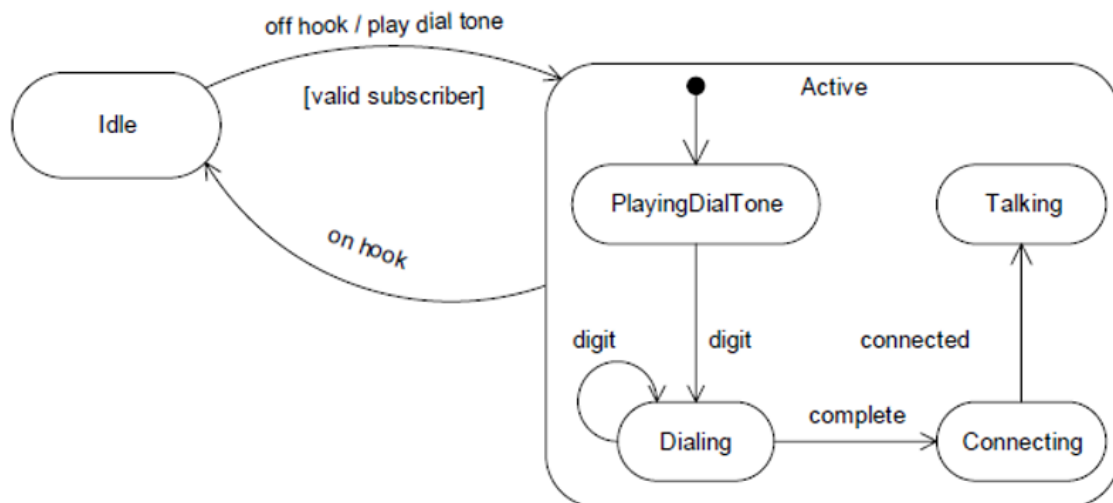 off hook / play dial tone
[valid subscriber]
Active
Idle
PlayingDialTone
Talking
on hook
digit
digit
connected
complete
Dialing
Connecting